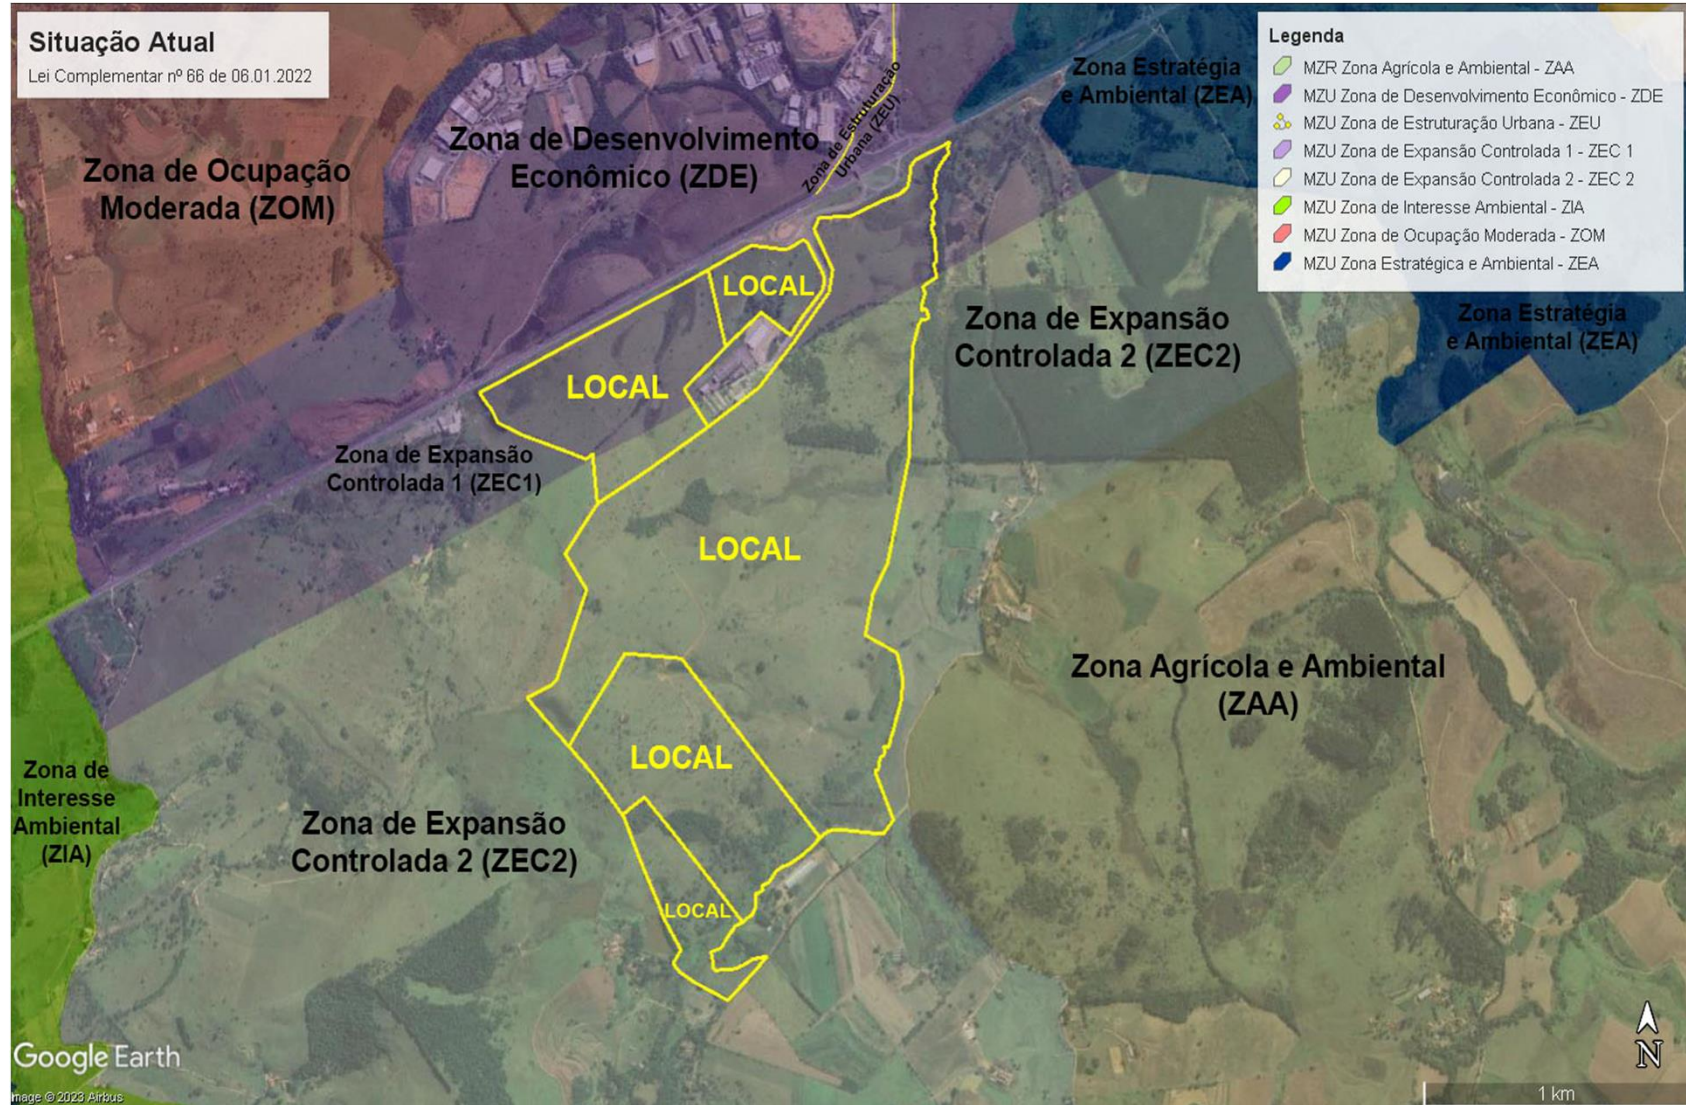 Situação Atual
Lei Complementar nº 66 de 06.01.2022
Legenda
MZR Zona Agrícola e Ambiental - ZAA
MZU Zona de Desenvolvimento Econômico - ZDE
MZU Zona de Estruturação Urbana - ZEU
MZU Zona de Expansão Controlada 1 - ZEC 1
MZU Zona de Expansão Controlada 2 - ZEC 2
MZU Zona de Interesse Ambiental - ZIA
MZU Zona de Ocupação Moderada - ZOM
MZU Zona Estratégica e Ambiental - ZEA
Zona Estratégia
e Ambiental (ZEA)
Zona de Estruturação
Urbana (ZEU)
Zona de Desenvolvimento
Econômico (ZDE)
Zona de Ocupação
Moderada (ZOM)
LOCAL
Zona de Expansão
Controlada 2 (ZEC2)
Zona Estratégia
e Ambiental (ZEA)
LOCAL
Zona de Expansão
Controlada 1 (ZEC1)
LOCAL
Zona Agrícola e Ambiental
(ZAA)
LOCAL
Zona de
Interesse
Ambiental
(ZIA)
Zona de Expansão
Controlada 2 (ZEC2)
LOCAL
N
Google Earth
mage © 2023 Airbus
1 km